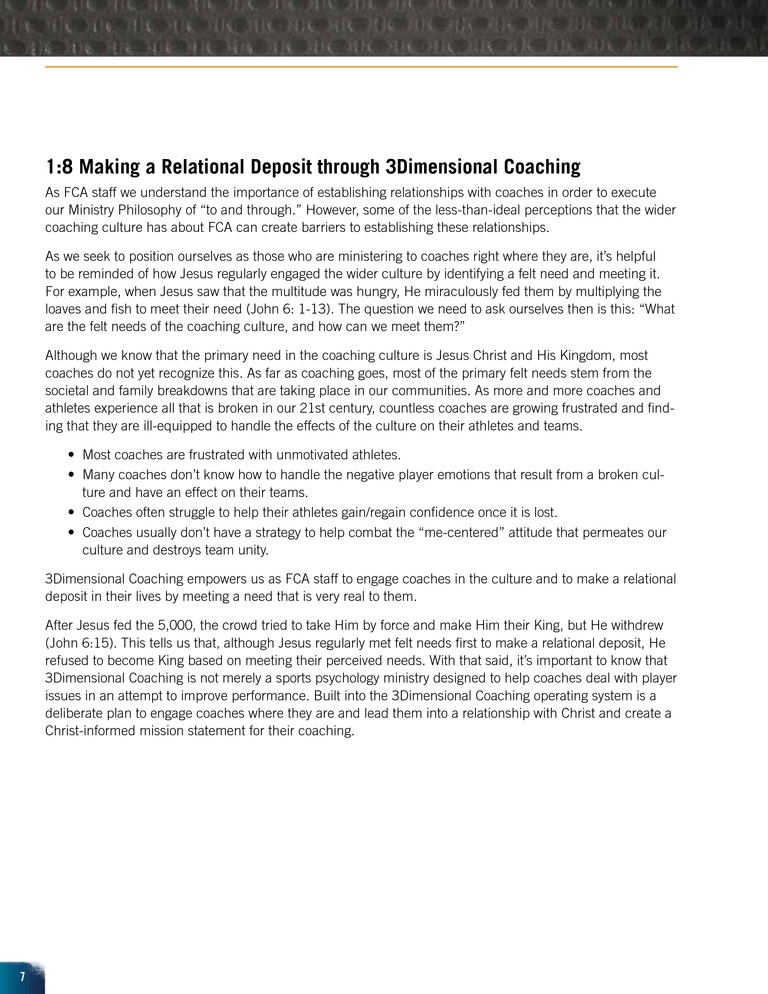 1:8 Making a Relational Deposit through 3Dimensional Coaching
As FCA staff we understand the importance of establishing relationships with coaches in order to execute
our Ministry Philosophy of “to and through.” However, some of the less-than-ideal perceptions that the wider
coaching culture has about FCA can create barriers to establishing these relationships.
As we seek to position ourselves as those who are ministering to coaches right where they are, it’s helpful
to be reminded of how Jesus regularly engaged the wider culture by identifying a felt need and meeting it.
For example, when Jesus saw that the multitude was hungry, He miraculously fed them by multiplying the
loaves and fish to meet their need (John 6: 1-13). The question we need to ask ourselves then is this: “What
are the felt needs of the coaching culture, and how can we meet them?”
Although we know that the primary need in the coaching culture is Jesus Christ and His Kingdom, most
coaches do not yet recognize this. As far as coaching goes, most of the primary felt needs stem from the
societal and family breakdowns that are taking place in our communities. As more and more coaches and
athletes experience all that is broken in our 21st century, countless coaches are growing frustrated and find-
ing that they are ill-equipped to handle the effects of the culture on their athletes and teams.
• Most coaches are frustrated with unmotivated athletes.
• Many coaches don’t know how to handle the negative player emotions that result from a broken cul-
ture and have an effect on their teams.
• Coaches often struggle to help their athletes gain/regain confidence once it is lost.
• Coaches usually don’t have a strategy to help combat the “me-centered” attitude that permeates our
culture and destroys team unity.
3Dimensional Coaching empowers us as FCA staff to engage coaches in the culture and to make a relational
deposit in their lives by meeting a need that is very real to them.
After Jesus fed the 5,000, the crowd tried to take Him by force and make Him their King, but He withdrew
(John 6:15). This tells us that, although Jesus regularly met felt needs first to make a relational deposit, He
refused to become King based on meeting their perceived needs. With that said, it’s important to know that
3Dimensional Coaching is not merely a sports psychology ministry designed to help coaches deal with player
issues in an attempt to improve performance. Built into the 3Dimensional Coaching operating system is a
deliberate plan to engage coaches where they are and lead them into a relationship with Christ and create a
Christ-informed mission statement for their coaching.
7